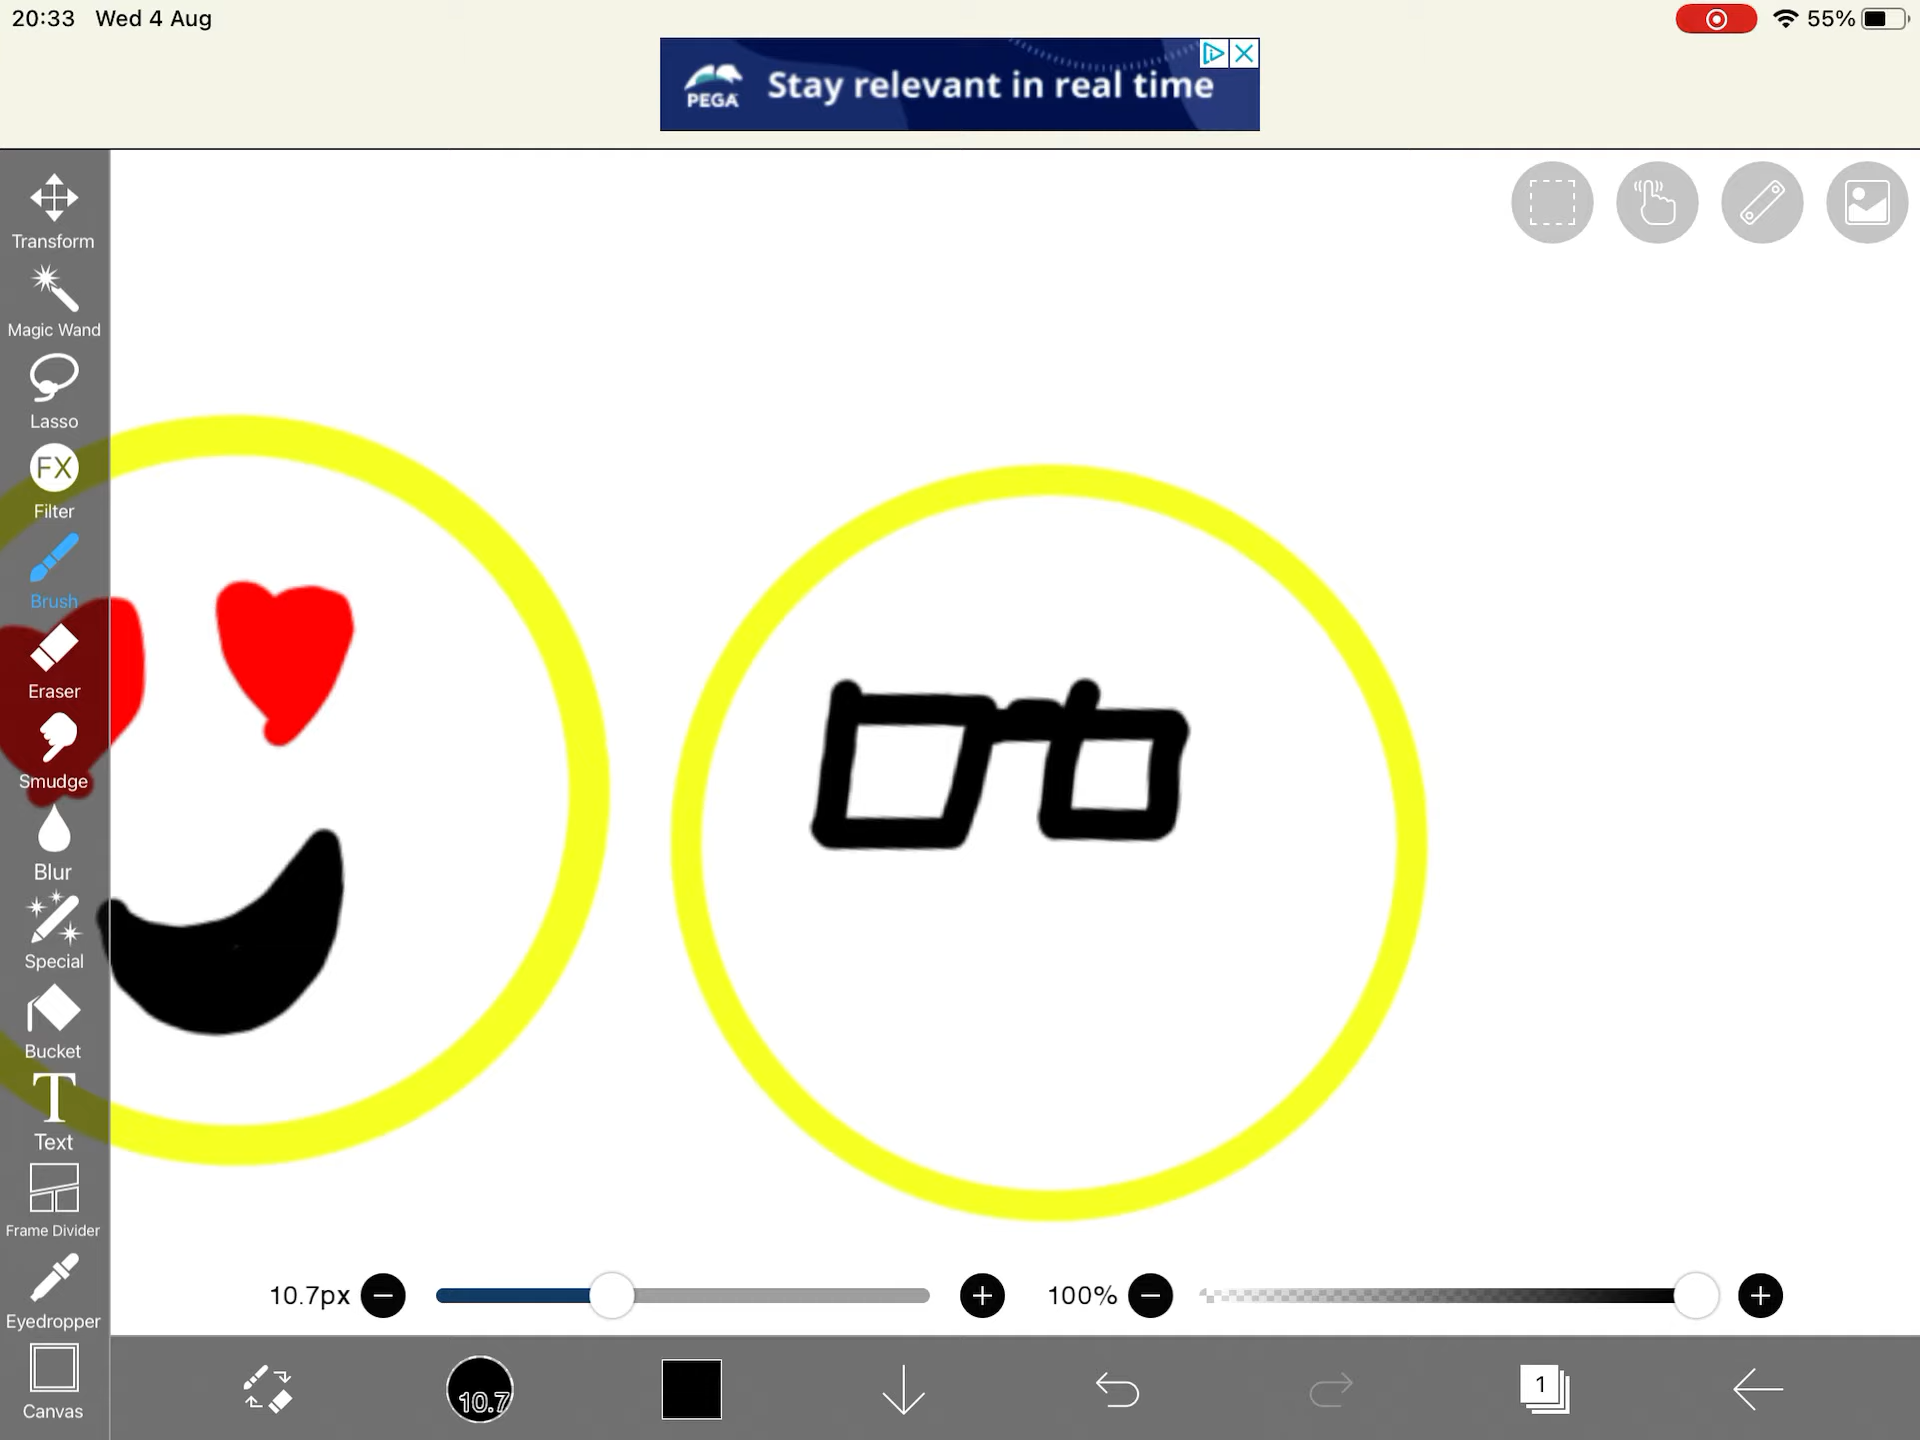 20:33 Wed 4 Aug
55%
PEGA
Stay relevant in real time
Transform
Magic Wand
Lasso
FX
Filter
Brush
Eraser
Smudge
Blur
Special
Bucket
T
Text
Frame Divider
Eyedropper
Canvas
10.7px
100%
10.7
1